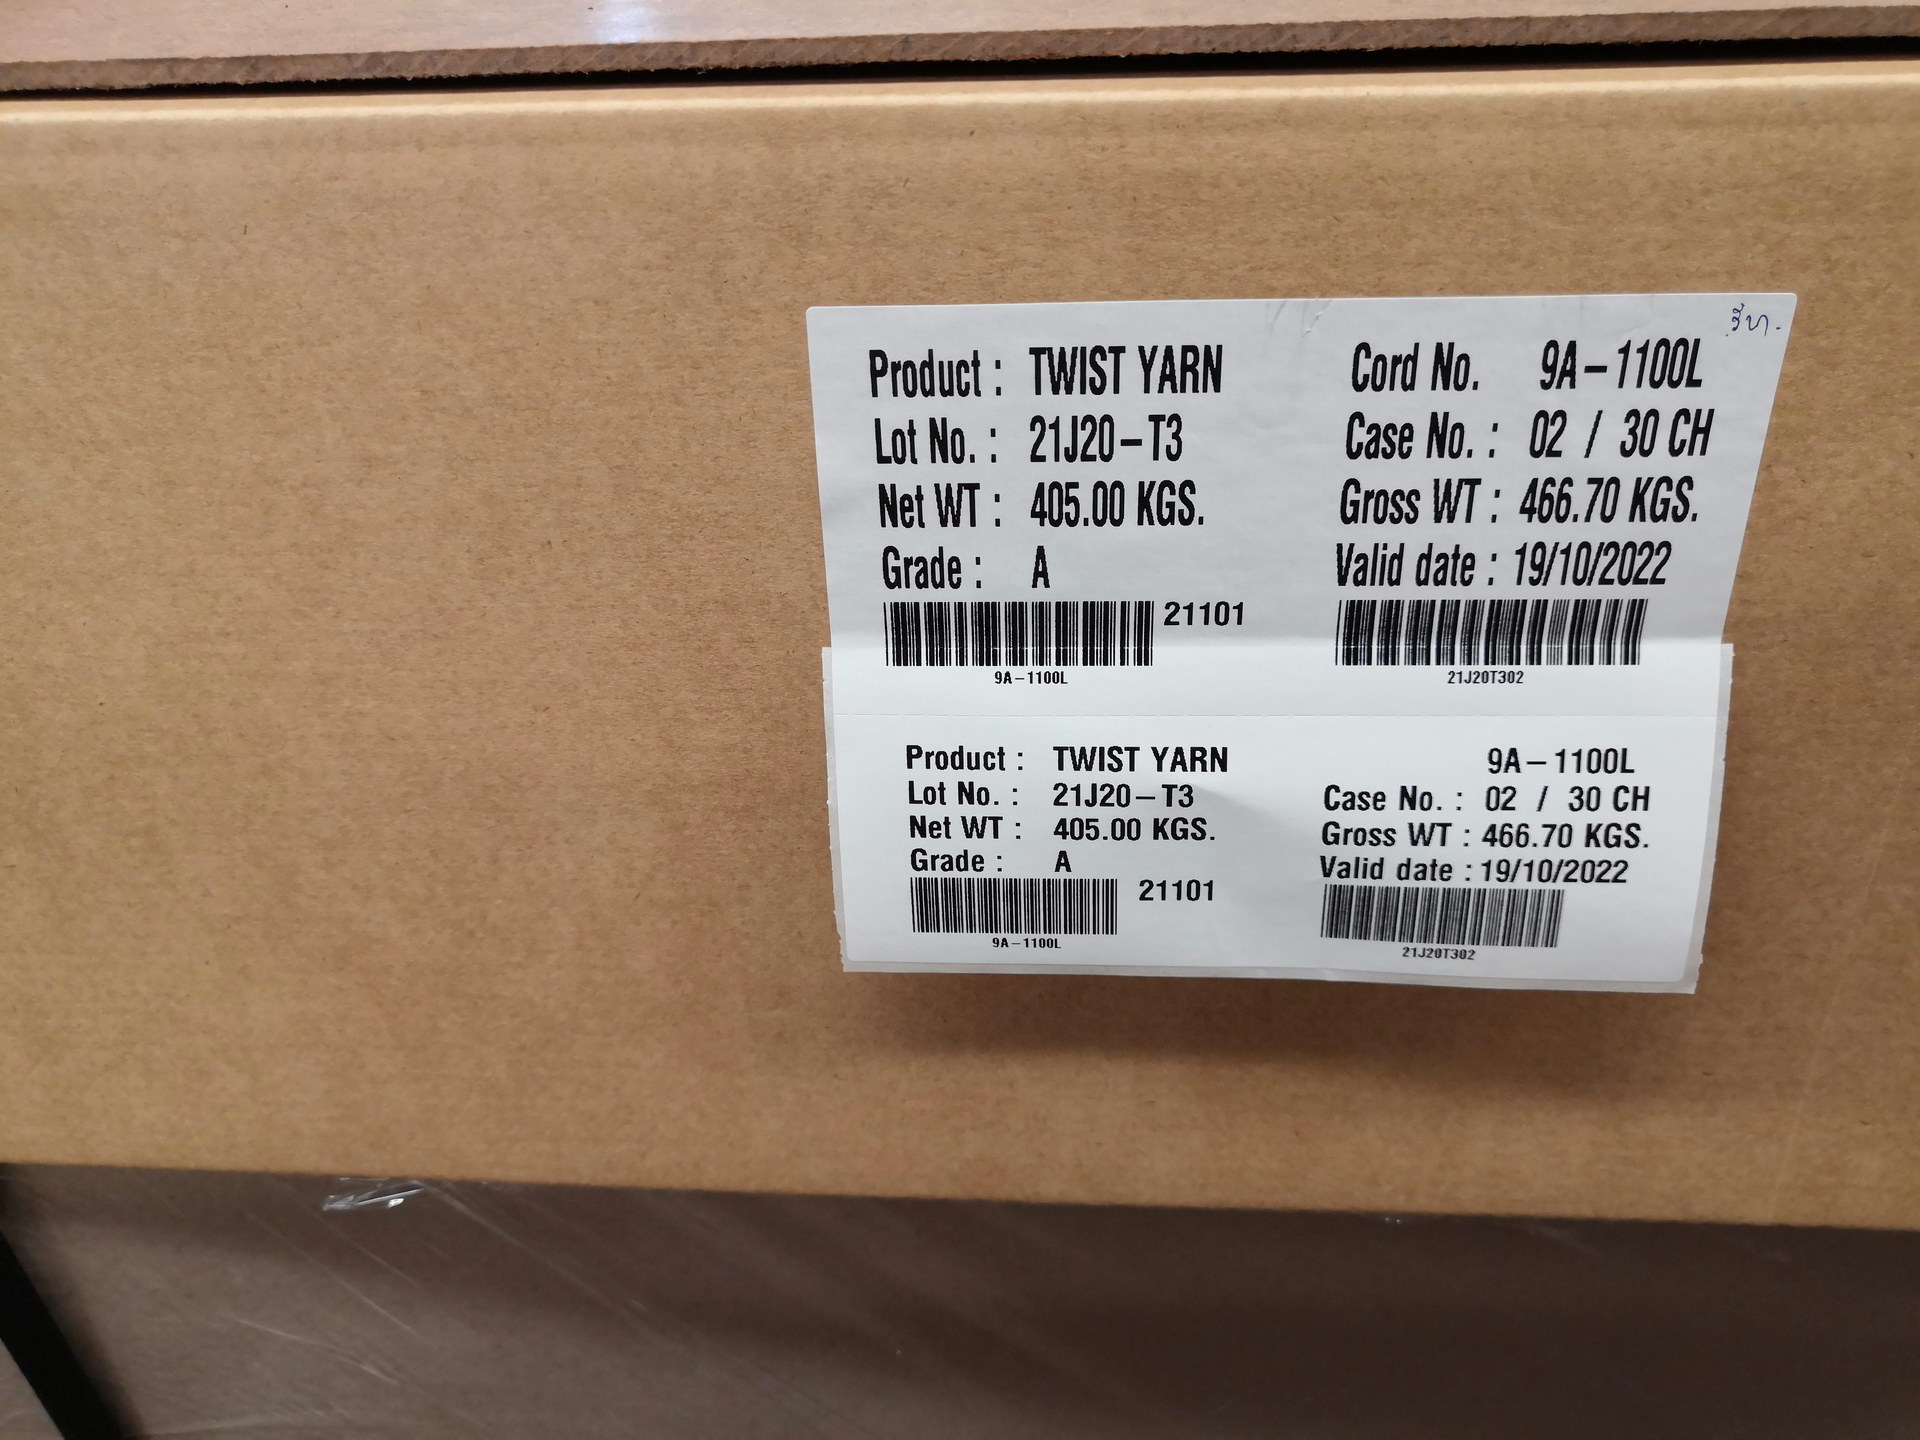 Product : TWIST YARN Cord No. 9A-1100L
Lot No. : 21J20-T3 Case No. : 02 / 30 CH
Net WT : 405.00 KGS. Gross WT : 466.70 KGS.
Grade : A Valid date : 19/10/2022
21101
9A-1100L 21J20T302
Product : TWIST YARN 9A-1100L
Lot No. : 21J20-T3 Case No. : 02 / 30 CH
Net WT : 405.00 KGS. Gross WT : 466.70 KGS.
Grade : A Valid date : 19/10/2022
21101
9A-1100L 21J20T302